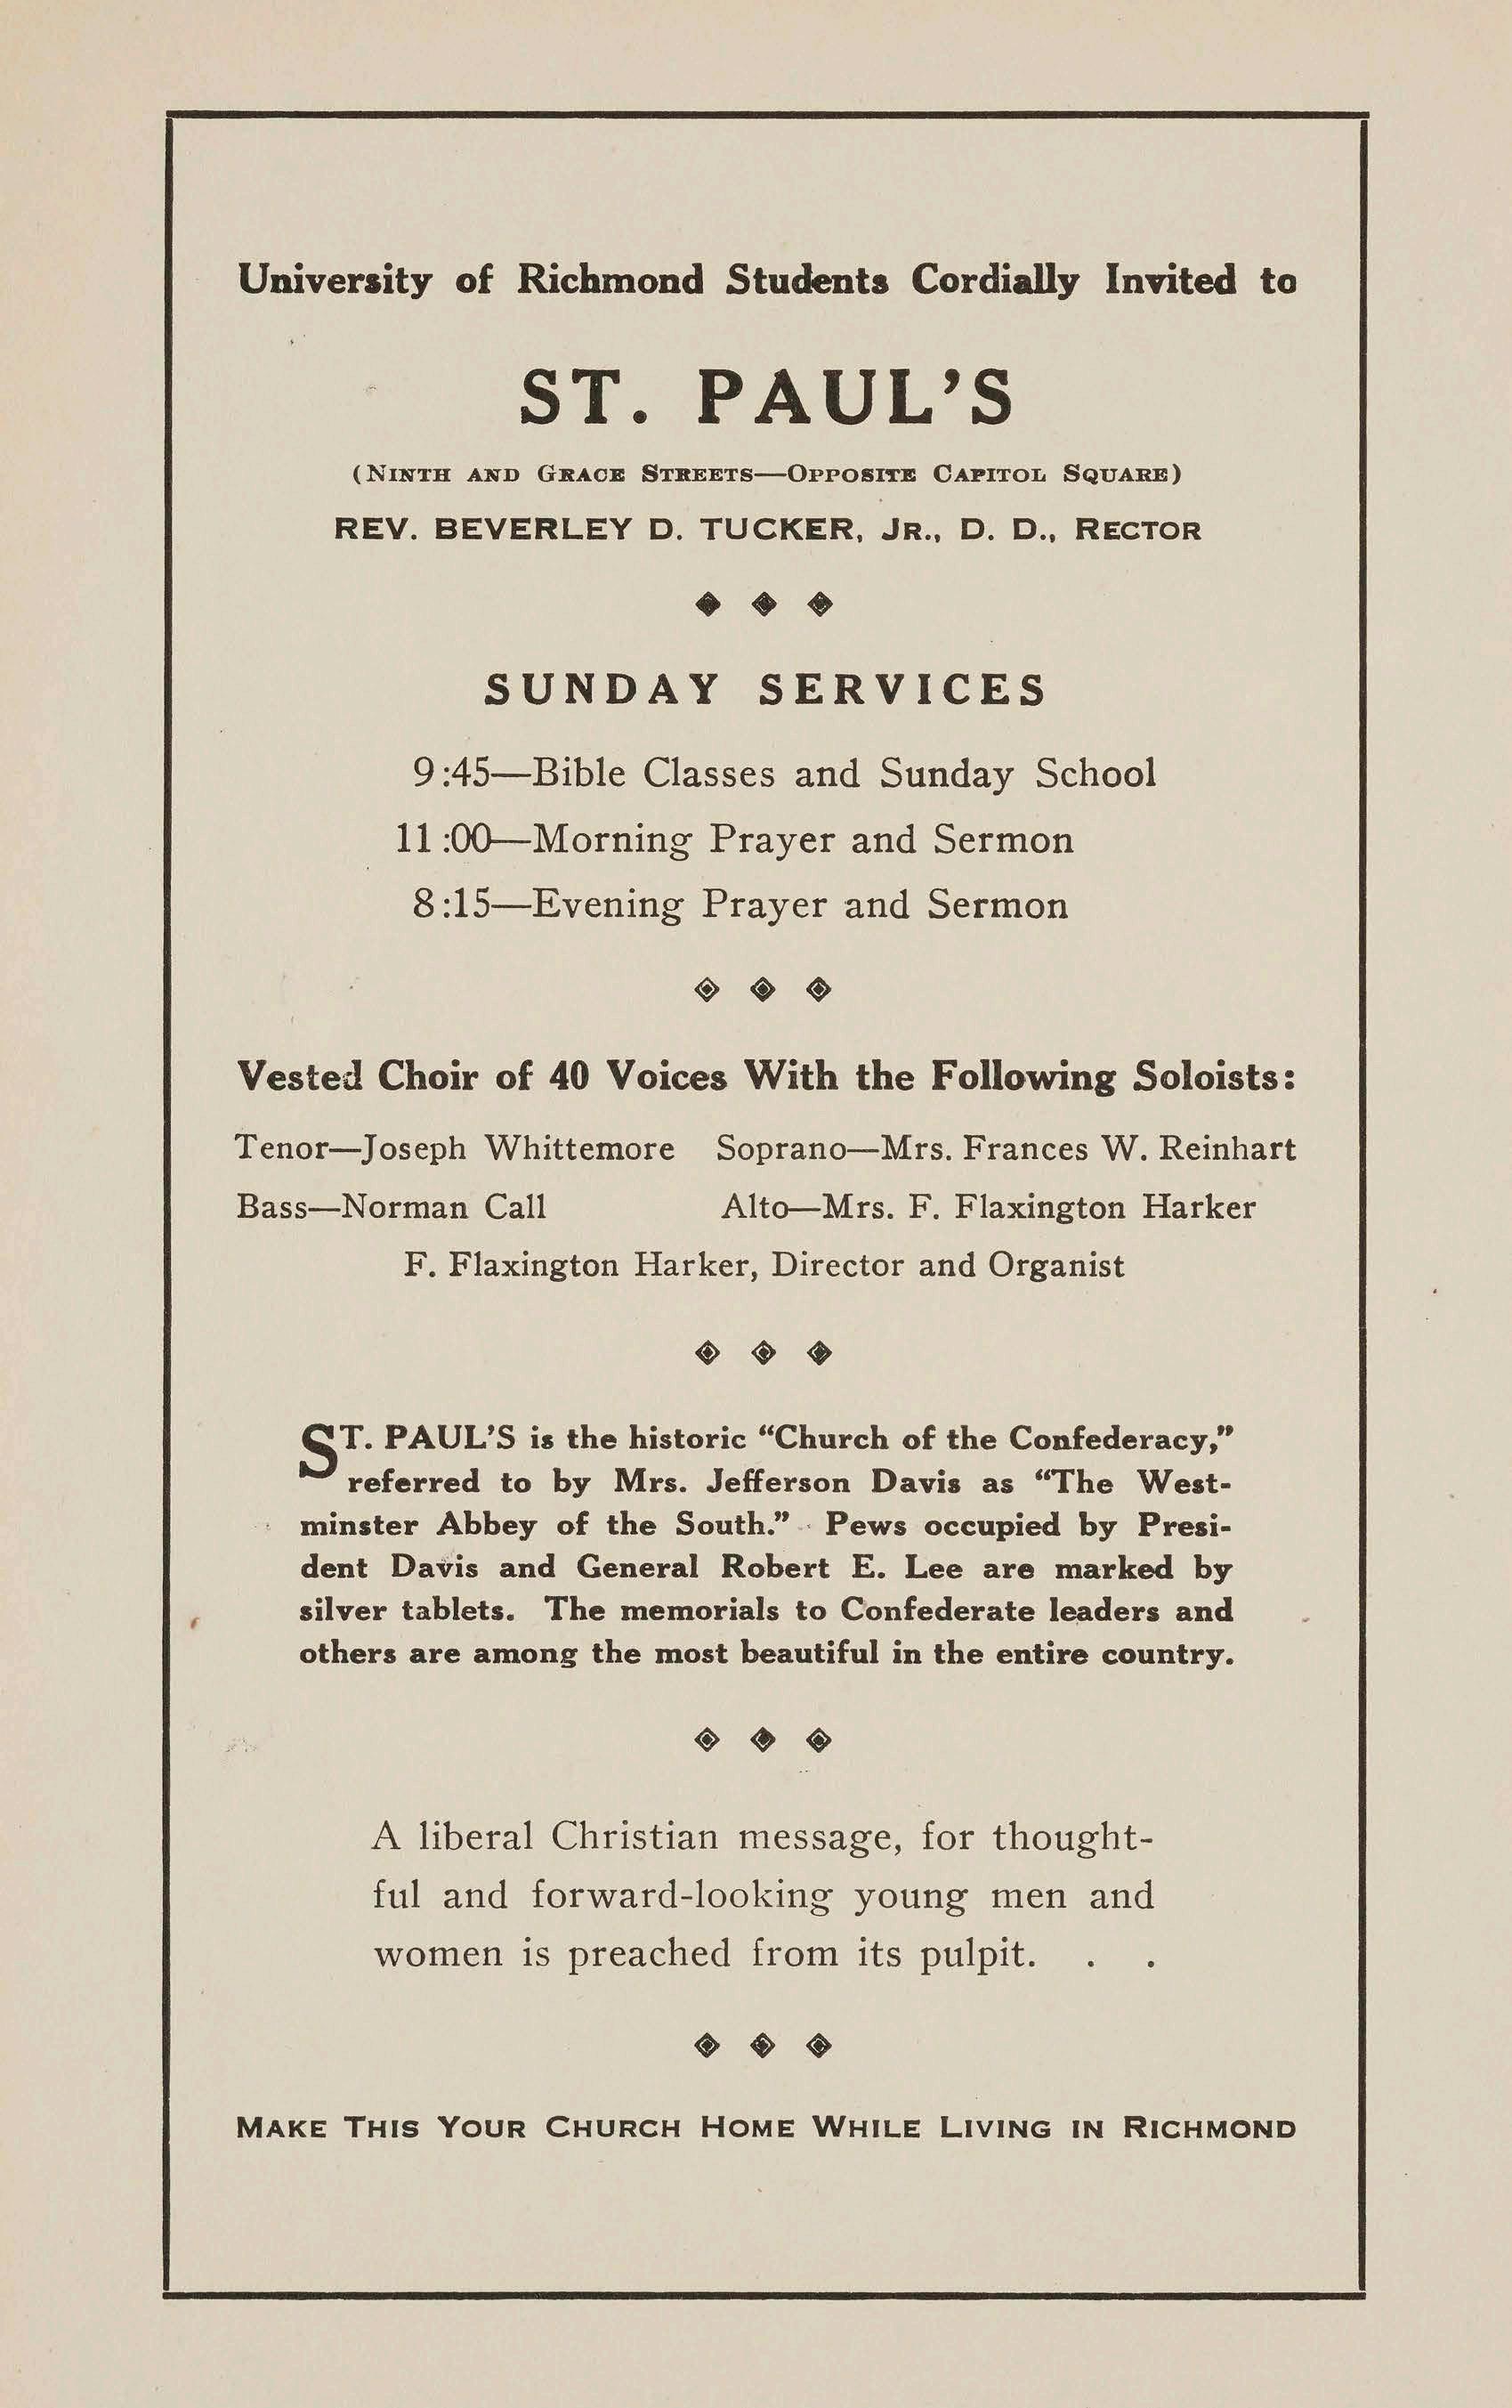 University of Richmond Students Cordially Invited to
ST. PAUL'S
(Ninth and Grace Streets—Opposite Capitol Square)
REV. BEVERLEY D. TUCKER, Jr., D. D., Rector
SUNDAY SERVICES
9:45—Bible Classes and Sunday School
11:00—Morning Prayer and Sermon
8:15—Evening Prayer and Sermon
Vested Choir of 40 Voices With the Following Soloists:
Tenor—Joseph Whittemore Soprano—Mrs. Frances W. Reinhart
Bass—Norman Call Alto—Mrs. F. Flaxington Harker
F. Flaxington Harker, Director and Organist
ST. PAUL'S is the historic “Church of the Confederacy,”
referred to by Mrs. Jefferson Davis as “The West-
minster Abbey of the South.” Pews occupied by Presi-
dent Davis and General Robert E. Lee are marked by
silver tablets. The memorials to Confederate leaders and
others are among the most beautiful in the entire country.
A liberal Christian message, for thought-
ful and forward-looking young men and
women is preached from its pulpit. . .
Make This Your Church Home While Living in Richmond